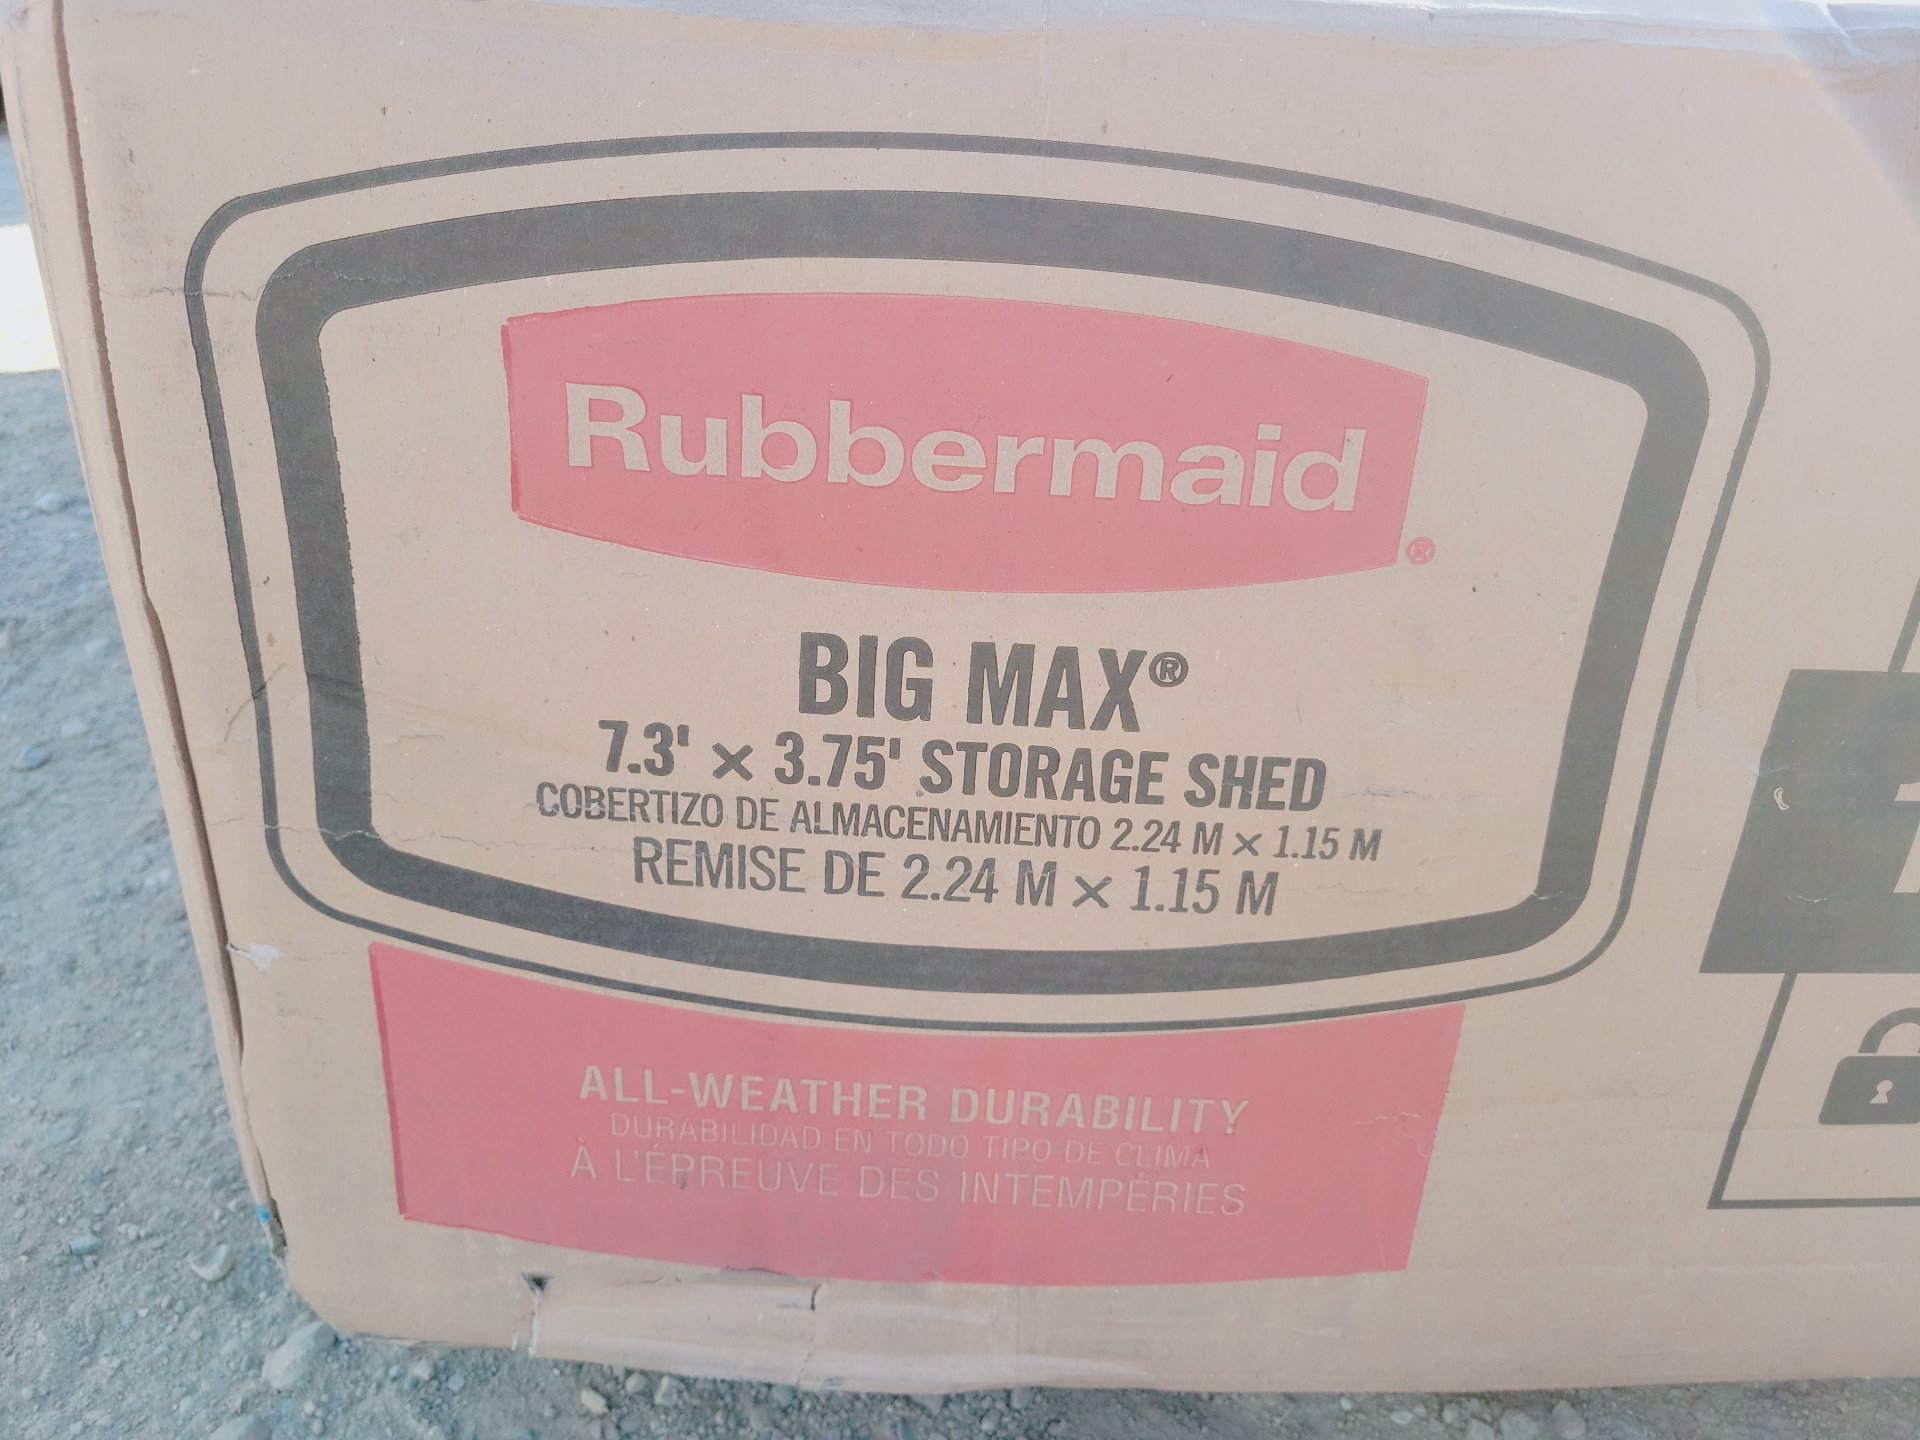 Rubbermaid®
BIG MAX®
7.3' × 3.75' STORAGE SHED
COBERTIZO DE ALMACENAMIENTO 2.24 M × 1.15 M
REMISE DE 2.24 M × 1.15 M
ALL-WEATHER DURABILITY
DURABILIDAD EN TODO TIPO DE CLIMA
À L'ÉPREUVE DES INTEMPÉRIES